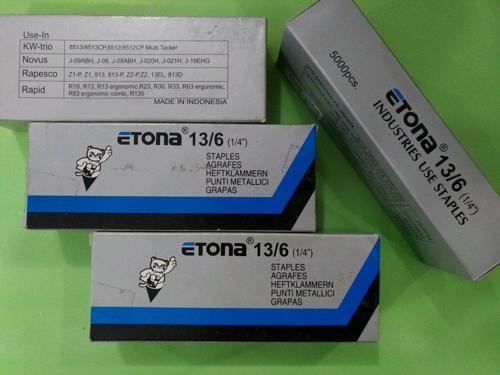 Use-In
KW-trio 8513/8513CP,8512/8512CP Multi Tacker
Novus J-09ABH, J-08, J-08ABH, J-020H, J-021H, J-19EHG
Rapesco Z1-P, Z1, 913, 813-P, Z2-P,Z2, 13EL, 813D
Rapid R19, R13, R13 ergonomic,R23, R30, R33, R63 ergonomic,
R83 ergonomic combi, R135
MADE IN INDONESIA
5000pcs.
ETONA® 13/6 (1/4")
INDUSTRIES USE STAPLES
ETONA® 13/6 (1/4")
STAPLES
AGRAFES
HEFTKLAMMERN
PUNTI METALLICI
GRAPAS
ETONA® 13/6 (1/4")
STAPLES
AGRAFES
HEFTKLAMMERN
PUNTI METALLICI
GRAPAS